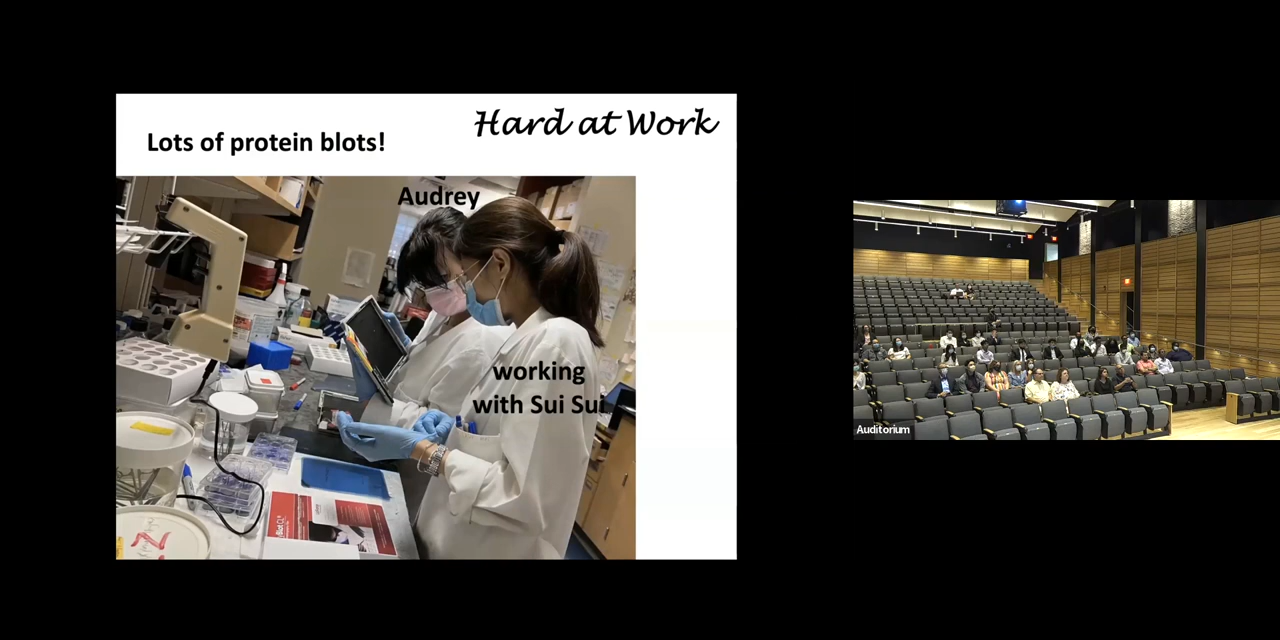 Hard at Work
Lots of protein blots!
Audrey
working
with Sui Sui
Auditorium